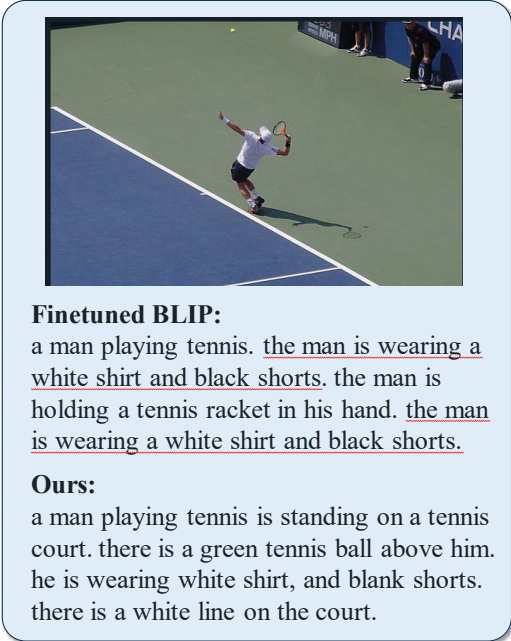 MPH
CHA
Finetuned BLIP:
a man playing tennis. the man is wearing a
white shirt and black shorts. the man is
holding a tennis racket in his hand. the man
is wearing a white shirt and black shorts.
Ours:
a man playing tennis is standing on a tennis
court. there is a green tennis ball above him.
he is wearing white shirt, and blank shorts.
there is a white line on the court.